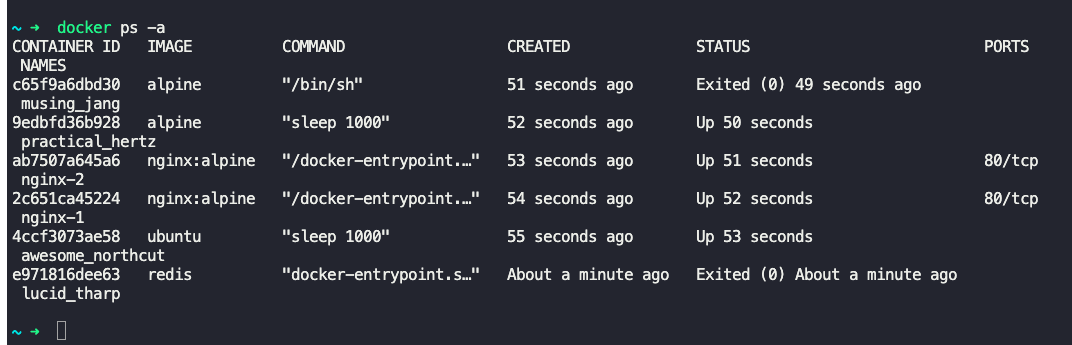 ~ ➜  docker ps -a
CONTAINER ID   IMAGE          COMMAND                  CREATED              STATUS                          PORTS
 NAMES
c65f9a6dbd30   alpine         "/bin/sh"                51 seconds ago       Exited (0) 49 seconds ago
 musing_jang
9edbfd36b928   alpine         "sleep 1000"             52 seconds ago       Up 50 seconds
 practical_hertz
ab7507a645a6   nginx:alpine   "/docker-entrypoint.…"   53 seconds ago       Up 51 seconds                   80/tcp
 nginx-2
2c651ca45224   nginx:alpine   "/docker-entrypoint.…"   54 seconds ago       Up 52 seconds                   80/tcp
 nginx-1
4ccf3073ae58   ubuntu         "sleep 1000"             55 seconds ago       Up 53 seconds
 awesome_northcut
e971816dee63   redis          "docker-entrypoint.s…"   About a minute ago   Exited (0) About a minute ago
 lucid_tharp
~ ➜